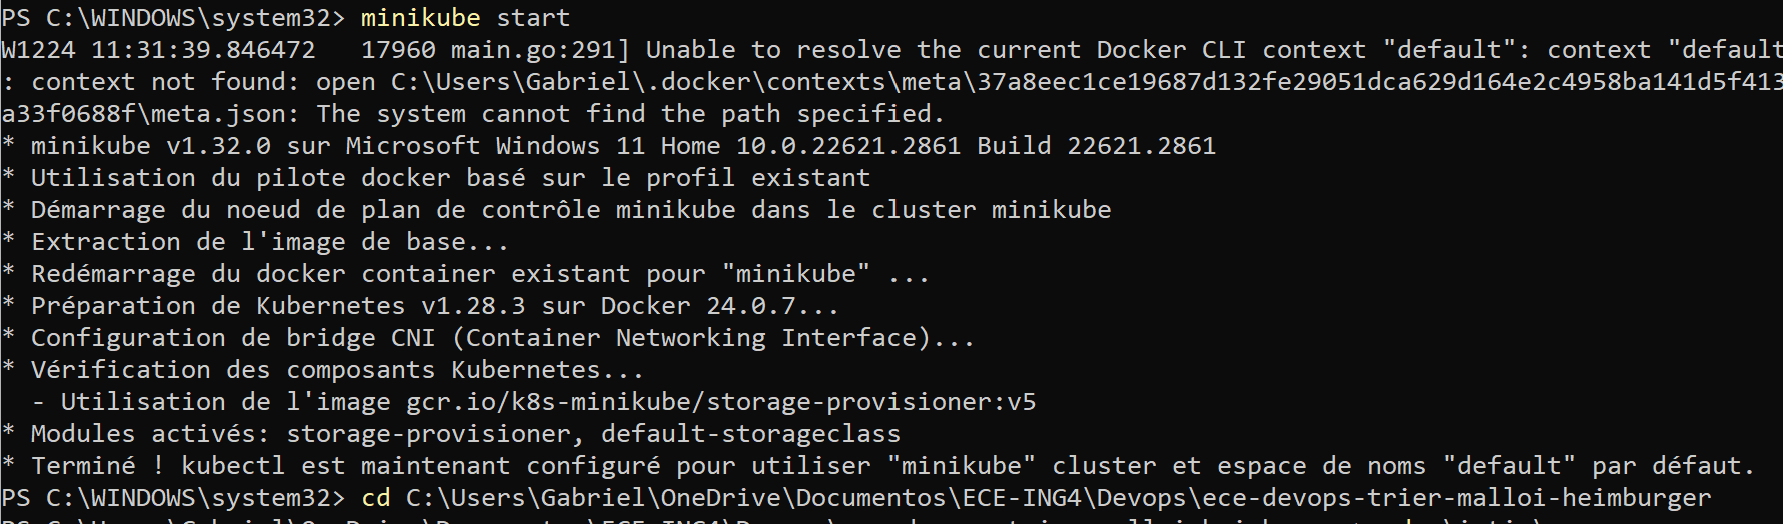 PS C:\WINDOWS\system32> minikube start
W1224 11:31:39.846472   17960 main.go:291] Unable to resolve the current Docker CLI context "default": context "default
: context not found: open C:\Users\Gabriel\.docker\contexts\meta\37a8eec1ce19687d132fe29051dca629d164e2c4958ba141d5f413
a33f0688f\meta.json: The system cannot find the path specified.
* minikube v1.32.0 sur Microsoft Windows 11 Home 10.0.22621.2861 Build 22621.2861
* Utilisation du pilote docker basé sur le profil existant
* Démarrage du noeud de plan de contrôle minikube dans le cluster minikube
* Extraction de l'image de base...
* Redémarrage du docker container existant pour "minikube" ...
* Préparation de Kubernetes v1.28.3 sur Docker 24.0.7...
* Configuration de bridge CNI (Container Networking Interface)...
* Vérification des composants Kubernetes...
  - Utilisation de l'image gcr.io/k8s-minikube/storage-provisioner:v5
* Modules activés: storage-provisioner, default-storageclass
* Terminé ! kubectl est maintenant configuré pour utiliser "minikube" cluster et espace de noms "default" par défaut.
PS C:\WINDOWS\system32> cd C:\Users\Gabriel\OneDrive\Documentos\ECE-ING4\Devops\ece-devops-trier-malloi-heimburger